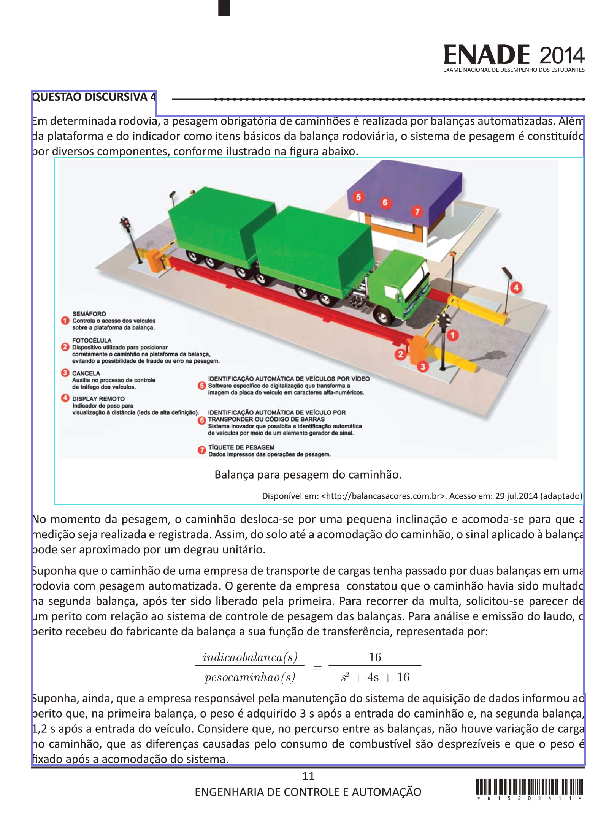 ENADE 2014
EXAME NACIONAL DE DESEMPENHO DOS ESTUDANTES
QUESTÃO DISCURSIVA 4
Em determinada rodovia, a pesagem obrigatória de caminhões é realizada por balanças automatizadas. Além
da plataforma e do indicador como itens básicos da balança rodoviária, o sistema de pesagem é constituído
por diversos componentes, conforme ilustrado na figura abaixo.
5
6
7
4
1
2
3
SEMÁFORO
1 Controla o acesso dos veículos
sobre a plataforma da balança.
FOTOCÉLULA
2 Dispositivo utilizado para posicionar
corretamente o caminhão na plataforma da balança,
evitando a possibilidade de fraude ou erro na pesagem.
3 CANCELA
Auxilia no processo de controle
de tráfego dos veículos.
4 DISPLAY REMOTO
Indicador de peso para
visualização à distância (leds de alta definição).
IDENTIFICAÇÃO AUTOMÁTICA DE VEÍCULOS POR VÍDEO
5 Software específico de digitalização que transforma a
imagem da placa do veículo em caracteres alfa-numéricos.
IDENTIFICAÇÃO AUTOMÁTICA DE VEÍCULO POR
6 TRANSPONDER OU CÓDIGO DE BARRAS
Sistema inovador que possibita a identificação automática
de veículos por meio de um elemento gerador de sinal.
7 TÍQUETE DE PESAGEM
Dados impressos das operações de pesagem.
Balança para pesagem do caminhão.
Disponível em: <http://balancasacores.com.br>. Acesso em: 29 jul.2014 (adaptado)
No momento da pesagem, o caminhão desloca-se por uma pequena inclinação e acomoda-se para que a
medição seja realizada e registrada. Assim, do solo até a acomodação do caminhão, o sinal aplicado à balança
pode ser aproximado por um degrau unitário.
Suponha que o caminhão de uma empresa de transporte de cargas tenha passado por duas balanças em uma
rodovia com pesagem automatizada. O gerente da empresa constatou que o caminhão havia sido multado
na segunda balança, após ter sido liberado pela primeira. Para recorrer da multa, solicitou-se parecer de
um perito com relação ao sistema de controle de pesagem das balanças. Para análise e emissão do laudo, o
perito recebeu do fabricante da balança a sua função de transferência, representada por:
indicaobalanca(s) / pesocaminhao(s) = 16 / s² + 4s + 16
Suponha, ainda, que a empresa responsável pela manutenção do sistema de aquisição de dados informou ao
perito que, na primeira balança, o peso é adquirido 3 s após a entrada do caminhão e, na segunda balança,
1,2 s após a entrada do veículo. Considere que, no percurso entre as balanças, não houve variação de carga
no caminhão, que as diferenças causadas pelo consumo de combustível são desprezíveis e que o peso é
fixado após a acomodação do sistema.
11
ENGENHARIA DE CONTROLE E AUTOMAÇÃO